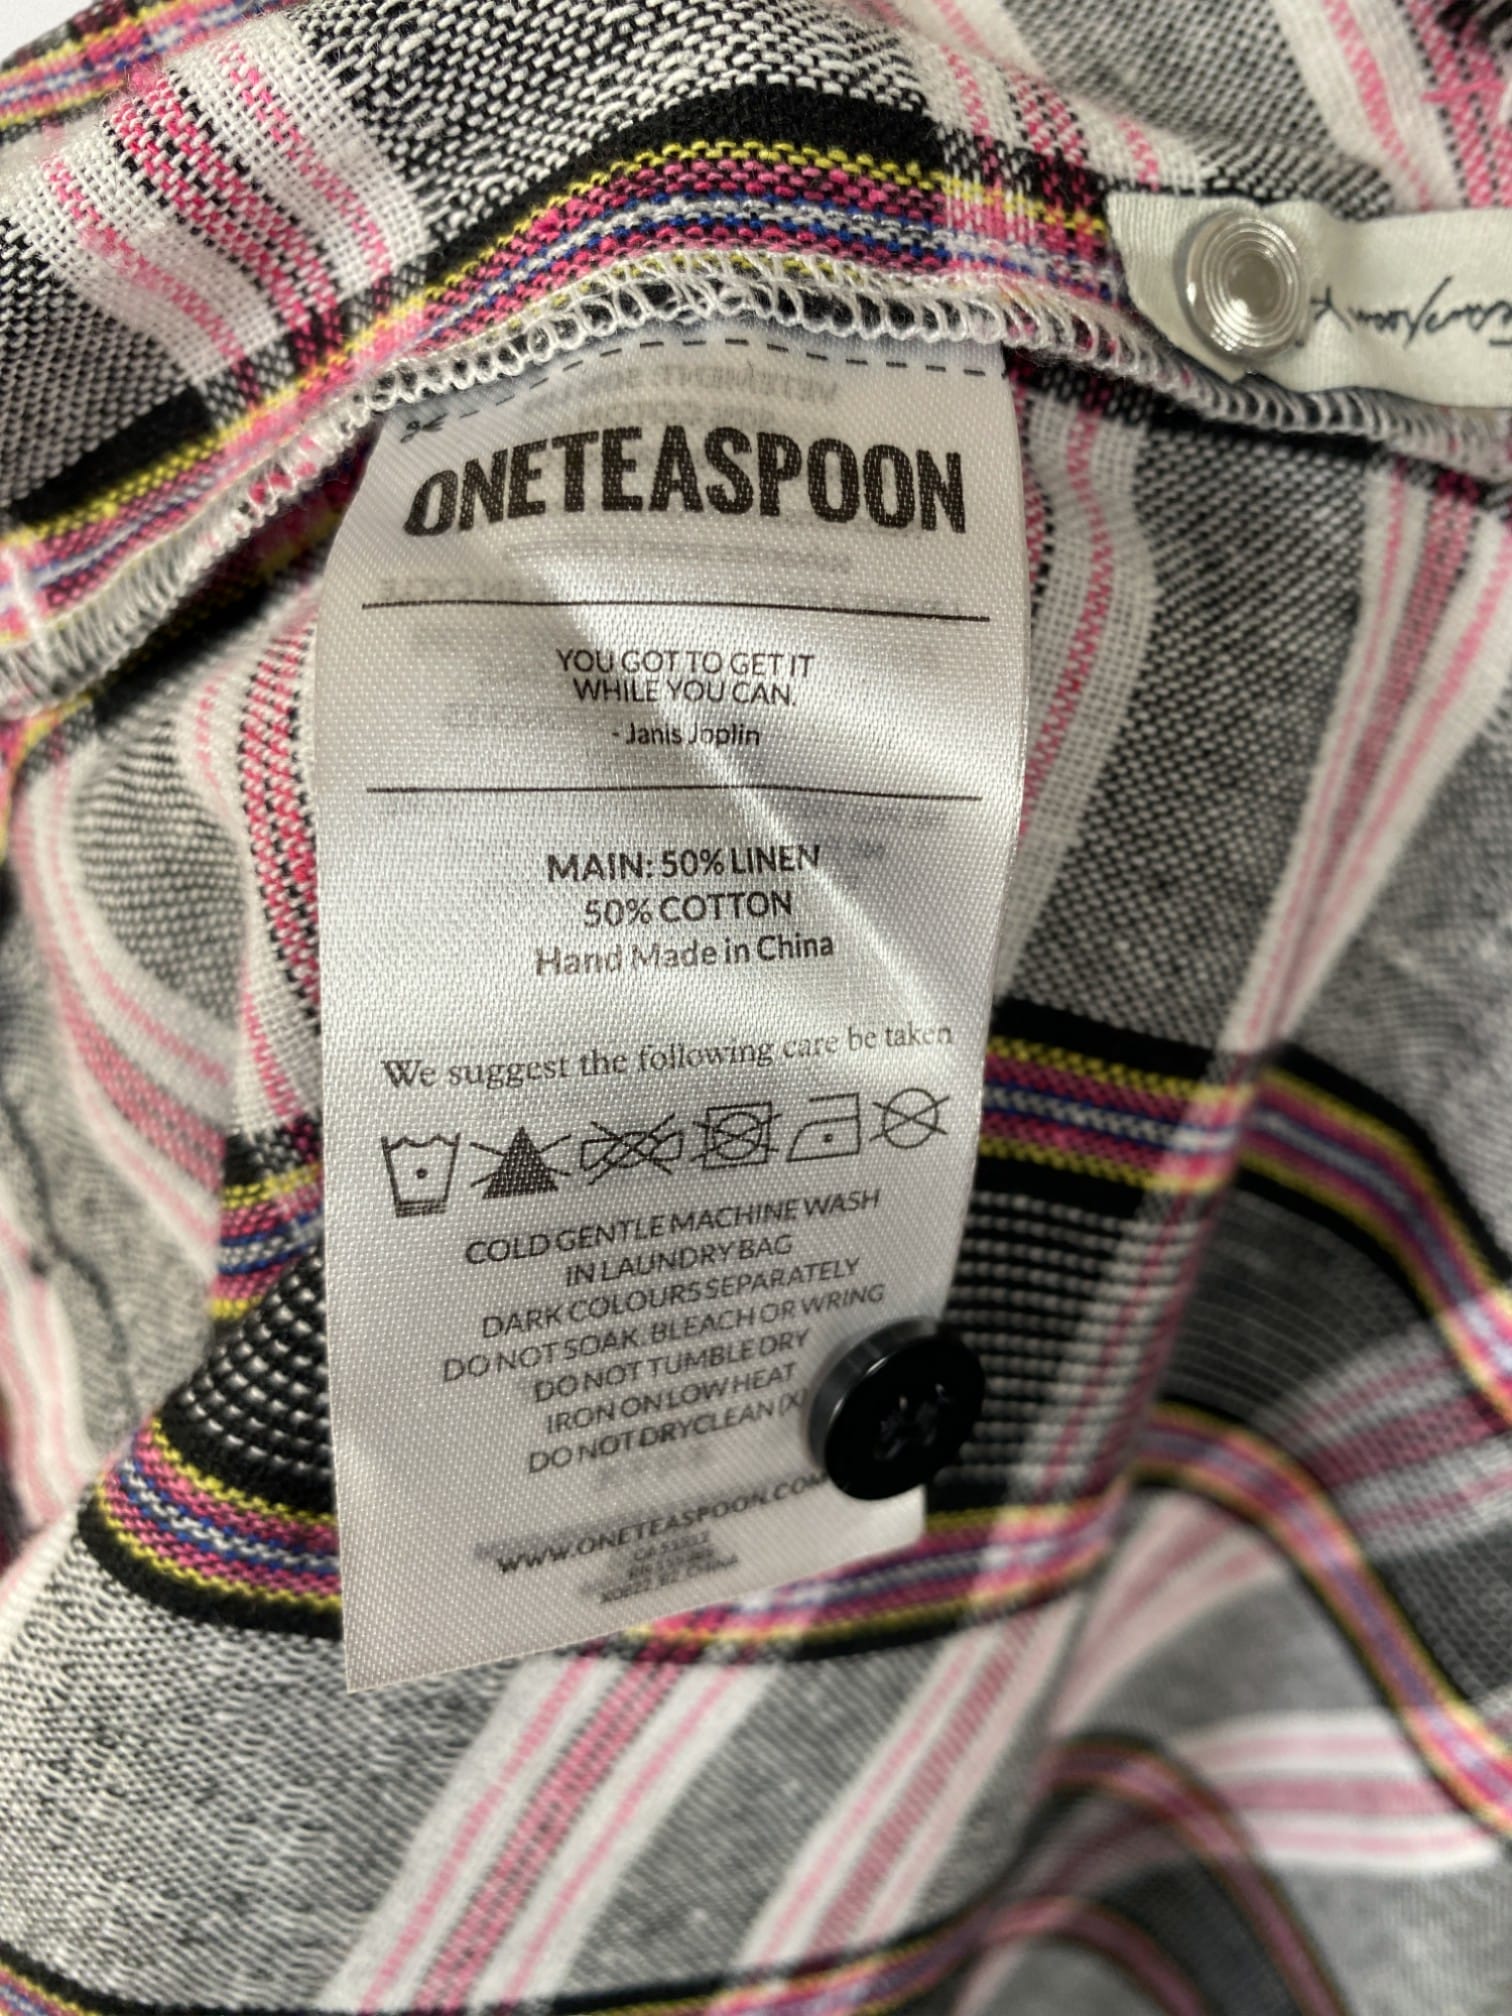 ONETEASPOON
YOU GOT TO GET IT
WHILE YOU CAN.
- Janis Joplin
MAIN: 50% LINEN
50% COTTON
Hand Made in China
We suggest the following care be taken
COLD GENTLE MACHINE WASH
IN LAUNDRY BAG
DARK COLOURS SEPARATELY
DO NOT SOAK. BLEACH OR WRING
DO NOT TUMBLE DRY
IRON ON LOW HEAT
DO NOT DRYCLEAN (X)
WWW.ONETEASPOON.CO